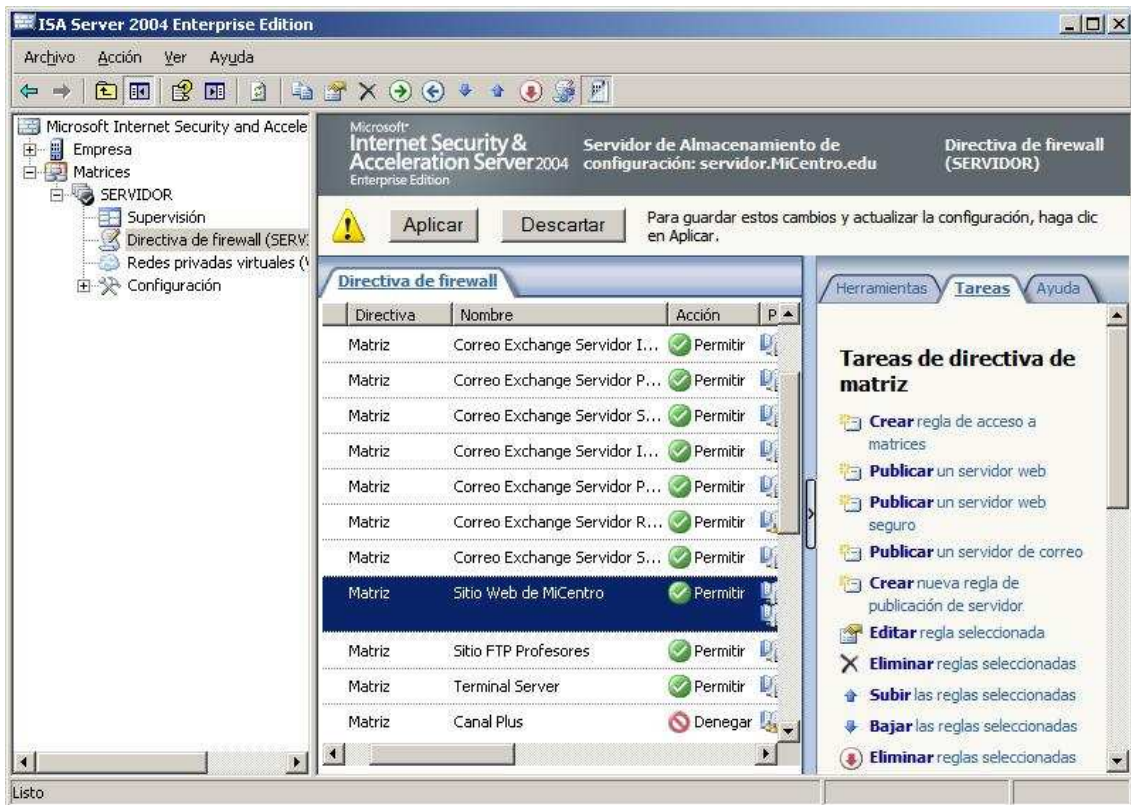 ISA Server 2004 Enterprise Edition
Archivo Acción Ver Ayuda
Microsoft Internet Security and Accele
Empresa
Matrices
SERVIDOR
Supervisión
Directiva de firewall (SERV
Redes privadas virtuales (
Configuración
Microsoft
Internet Security &
Acceleration Server 2004
Enterprise Edition
Servidor de Almacenamiento de
configuración: servidor.MiCentro.edu
Directiva de firewall
(SERVIDOR)
Aplicar Descartar
Para guardar estos cambios y actualizar la configuración, haga clic
en Aplicar.
Directiva de firewall
Directiva Nombre Acción P
Matriz Correo Exchange Servidor I... Permitir
Matriz Correo Exchange Servidor P... Permitir
Matriz Correo Exchange Servidor S... Permitir
Matriz Correo Exchange Servidor I... Permitir
Matriz Correo Exchange Servidor P... Permitir
Matriz Correo Exchange Servidor R... Permitir
Matriz Correo Exchange Servidor S... Permitir
Matriz Sitio Web de MiCentro Permitir
Matriz Sitio FTP Profesores Permitir
Matriz Terminal Server Permitir
Matriz Canal Plus Denegar
Herramientas Tareas Ayuda
Tareas de directiva de
matriz
Crear regla de acceso a
matrices
Publicar un servidor web
Publicar un servidor web
seguro
Publicar un servidor de correo
Crear nueva regla de
publicación de servidor
Editar regla seleccionada
Eliminar reglas seleccionadas
Subir las reglas seleccionadas
Bajar las reglas seleccionadas
Eliminar reglas seleccionadas
Listo